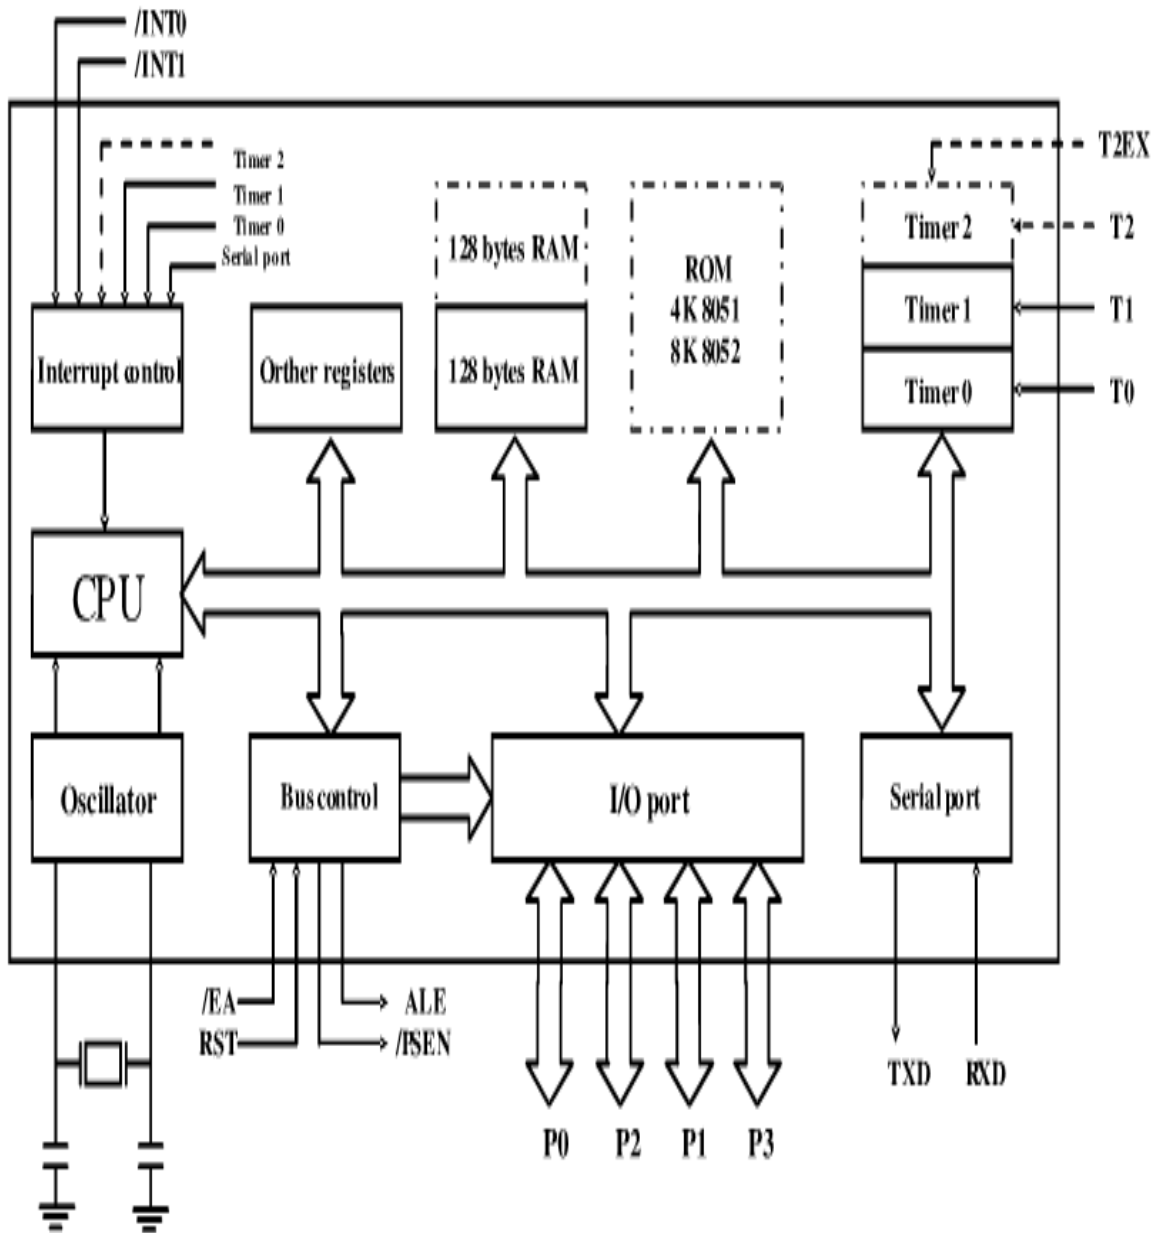 /INT0
/INT1
T2EX
Timer 2
Timer 1
Timer 0
Serial port
128 bytes RAM
ROM
4K 8051
8K 8052
Timer 2
T2
Timer 1
T1
Timer 0
T0
Interrupt control
Orther registers
128 bytes RAM
CPU
Oscillator
Bus control
I/O port
Serial port
/EA
ALE
RST
/PSEN
TXD
RXD
P0
P2
P1
P3